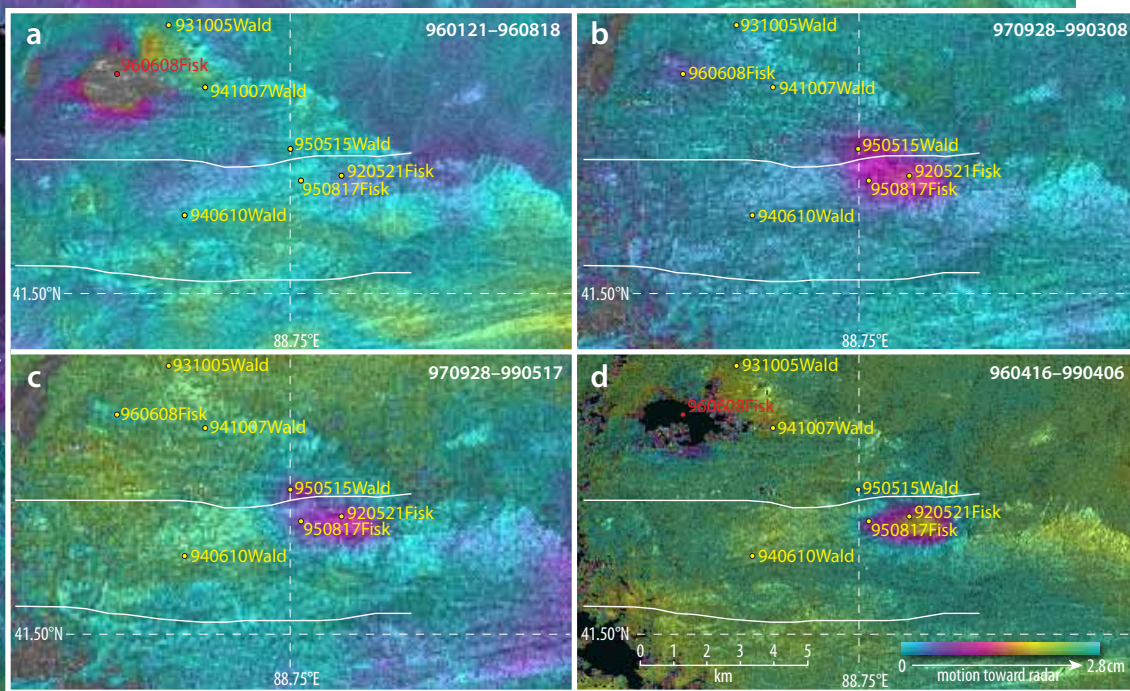 a
931005Wald
960121–960818
960608Fisk
941007Wald
950515Wald
920521Fisk
950817Fisk
940610Wald
41.50°N
88.75°E
b
931005Wald
970928–990308
960608Fisk
941007Wald
950515Wald
920521Fisk
950817Fisk
940610Wald
41.50°N
88.75°E
c
931005Wald
970928–990517
960608Fisk
941007Wald
950515Wald
920521Fisk
950817Fisk
940610Wald
41.50°N
88.75°E
d
931005Wald
960416–990406
960608Fisk
941007Wald
950515Wald
920521Fisk
950817Fisk
940610Wald
41.50°N
0 1 2 3 4 5
km
88.75°E
0 2.8cm
motion toward radar